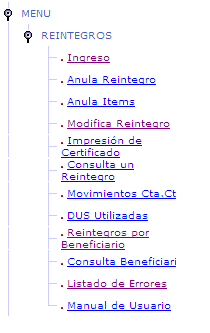 MENU
REINTEGROS
Ingreso
Anula Reintegro
Anula Items
Modifica Reintegro
Impresión de
Certificado
Consulta un
Reintegro
Movimientos Cta.Ct
DUS Utilizadas
Reintegros por
Beneficiario
Consulta Beneficiari
Listado de Errores
Manual de Usuario